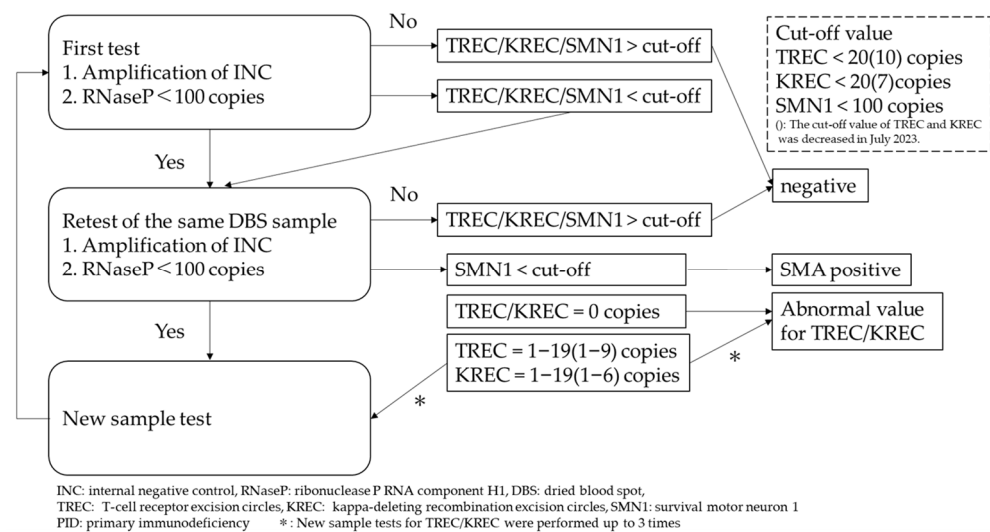 First test
1. Amplification of INC
2. RNaseP＜100 copies
No
TREC/KREC/SMN1> cut-off
TREC/KREC/SMN1< cut-off
Cut-off value
TREC < 20(10) copies
KREC < 20(7)copies
SMN1 < 100 copies
(): The cut-off value of TREC and KREC
was decreased in July 2023.
Yes
negative
Retest of the same DBS sample
1. Amplification of INC
2. RNaseP＜100 copies
No
TREC/KREC/SMN1> cut-off
SMN1 < cut-off
SMA positive
TREC/KREC = 0 copies
Abnormal value
for TREC/KREC
Yes
TREC = 1−19(1−9) copies
KREC = 1−19(1−6) copies
*
*
New sample test
INC: internal negative control, RNaseP: ribonuclease P RNA component H1, DBS: dried blood spot,
TREC: T-cell receptor excision circles, KREC: kappa-deleting recombination excision circles, SMN1: survival motor neuron 1
PID: primary immunodeficiency *: New sample tests for TREC/KREC were performed up to 3 times